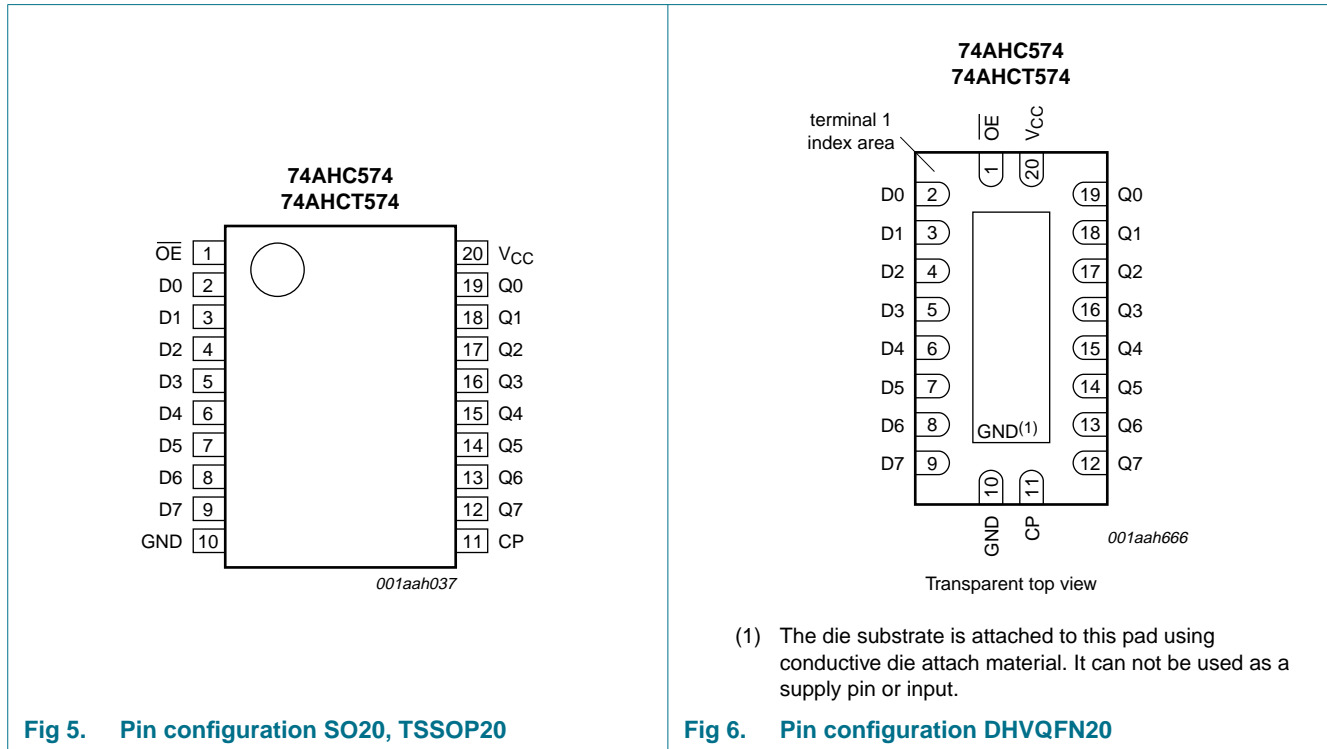 74AHC574
74AHCT574
OE 1
D0 2
D1 3
D2 4
D3 5
D4 6
D5 7
D6 8
D7 9
GND 10
20 VCC
19 Q0
18 Q1
17 Q2
16 Q3
15 Q4
14 Q5
13 Q6
12 Q7
11 CP
001aah037
Fig 5. Pin configuration SO20, TSSOP20
74AHC574
74AHCT574
terminal 1
index area
OE
VCC
1
20
D0 2
D1 3
D2 4
D3 5
D4 6
D5 7
D6 8
D7 9
19 Q0
18 Q1
17 Q2
16 Q3
15 Q4
14 Q5
13 Q6
12 Q7
GND(1)
10
11
GND
CP
001aah666
Transparent top view
(1) The die substrate is attached to this pad using
conductive die attach material. It can not be used as a
supply pin or input.
Fig 6. Pin configuration DHVQFN20